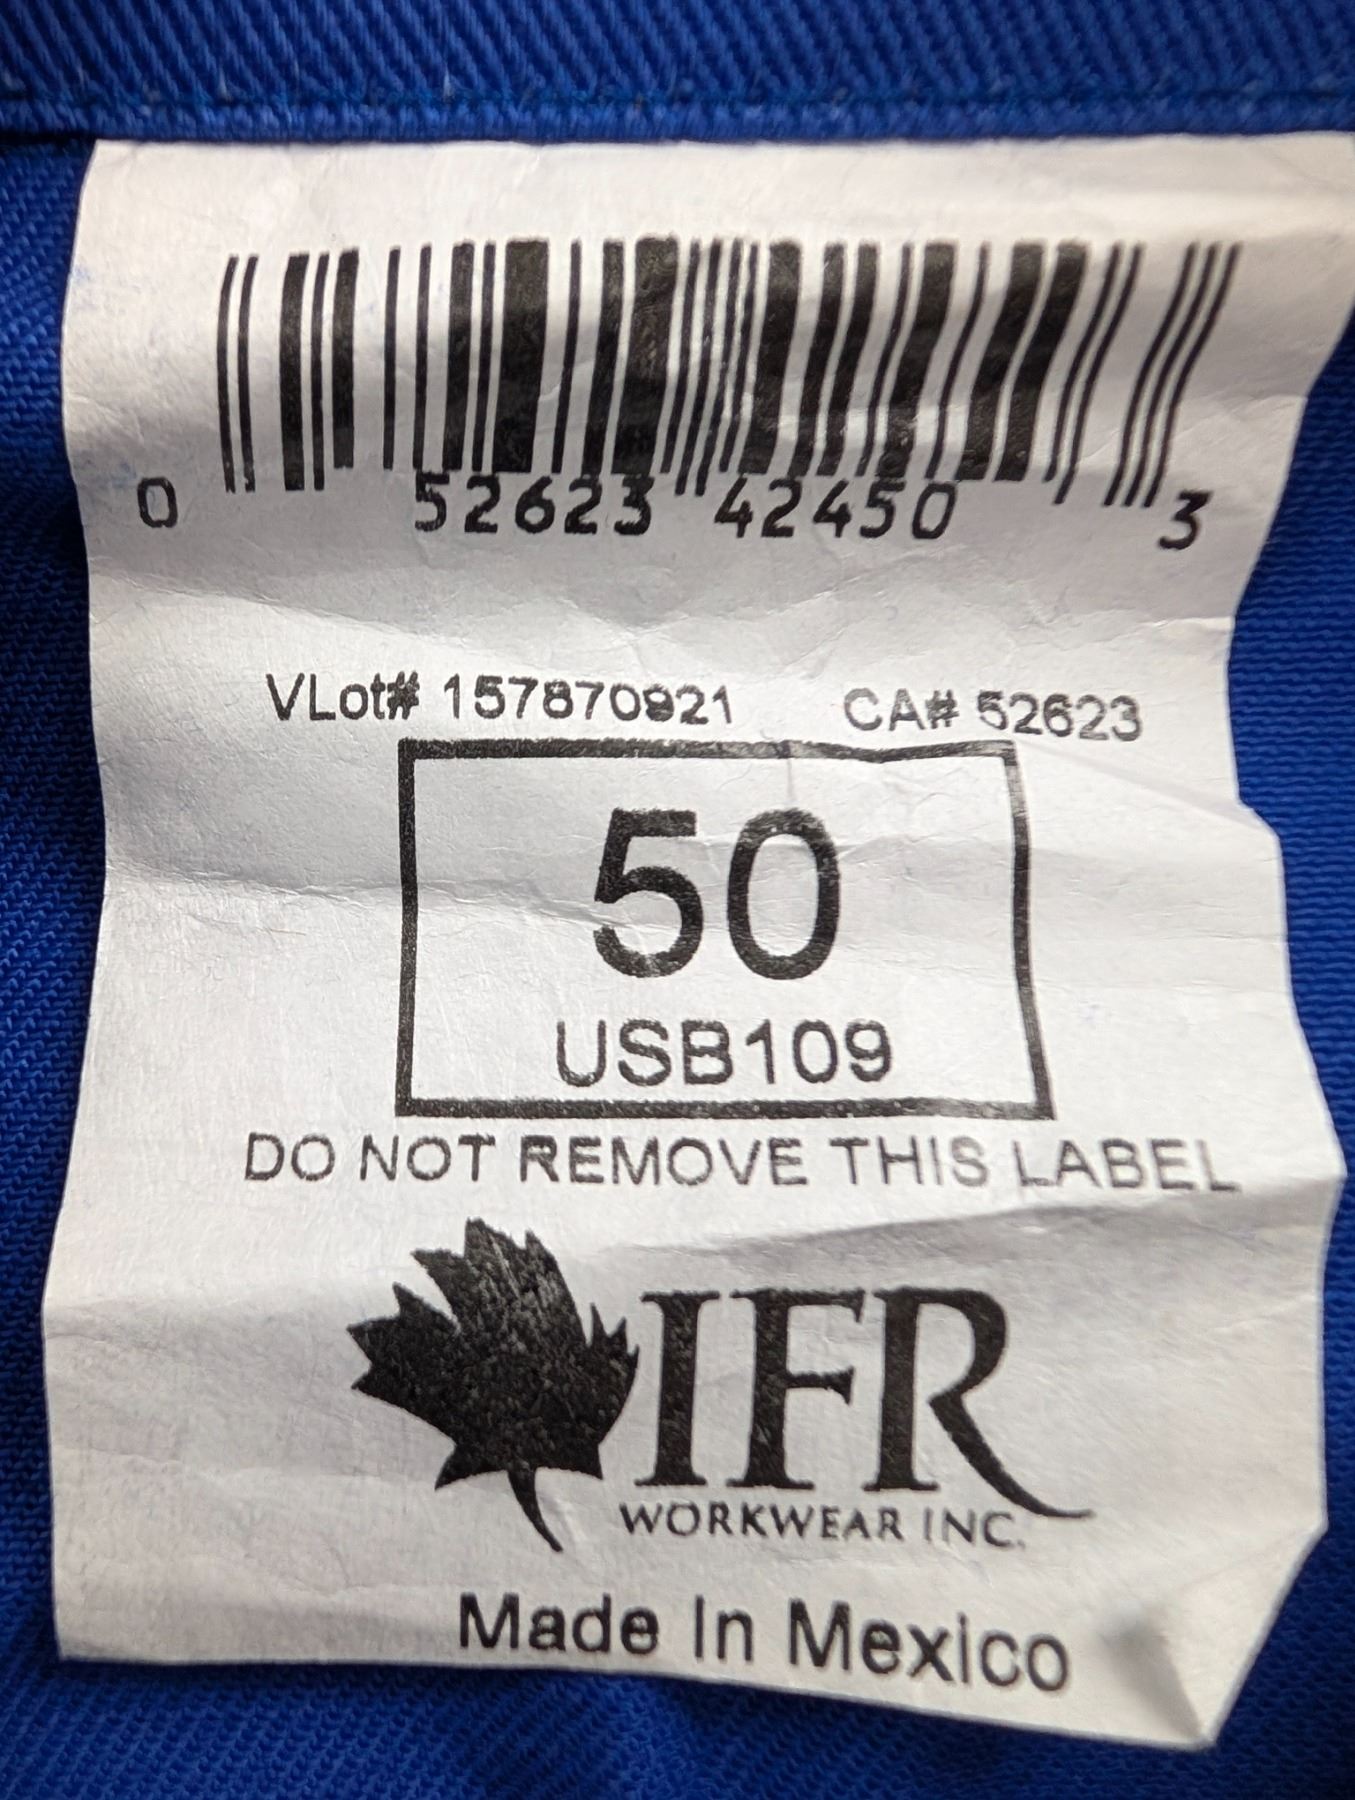 0 52623 42450 3
VLot# 157870921 CA# 52623
50
USB109
DO NOT REMOVE THIS LABEL
IFR
WORKWEAR INC.
Made In Mexico